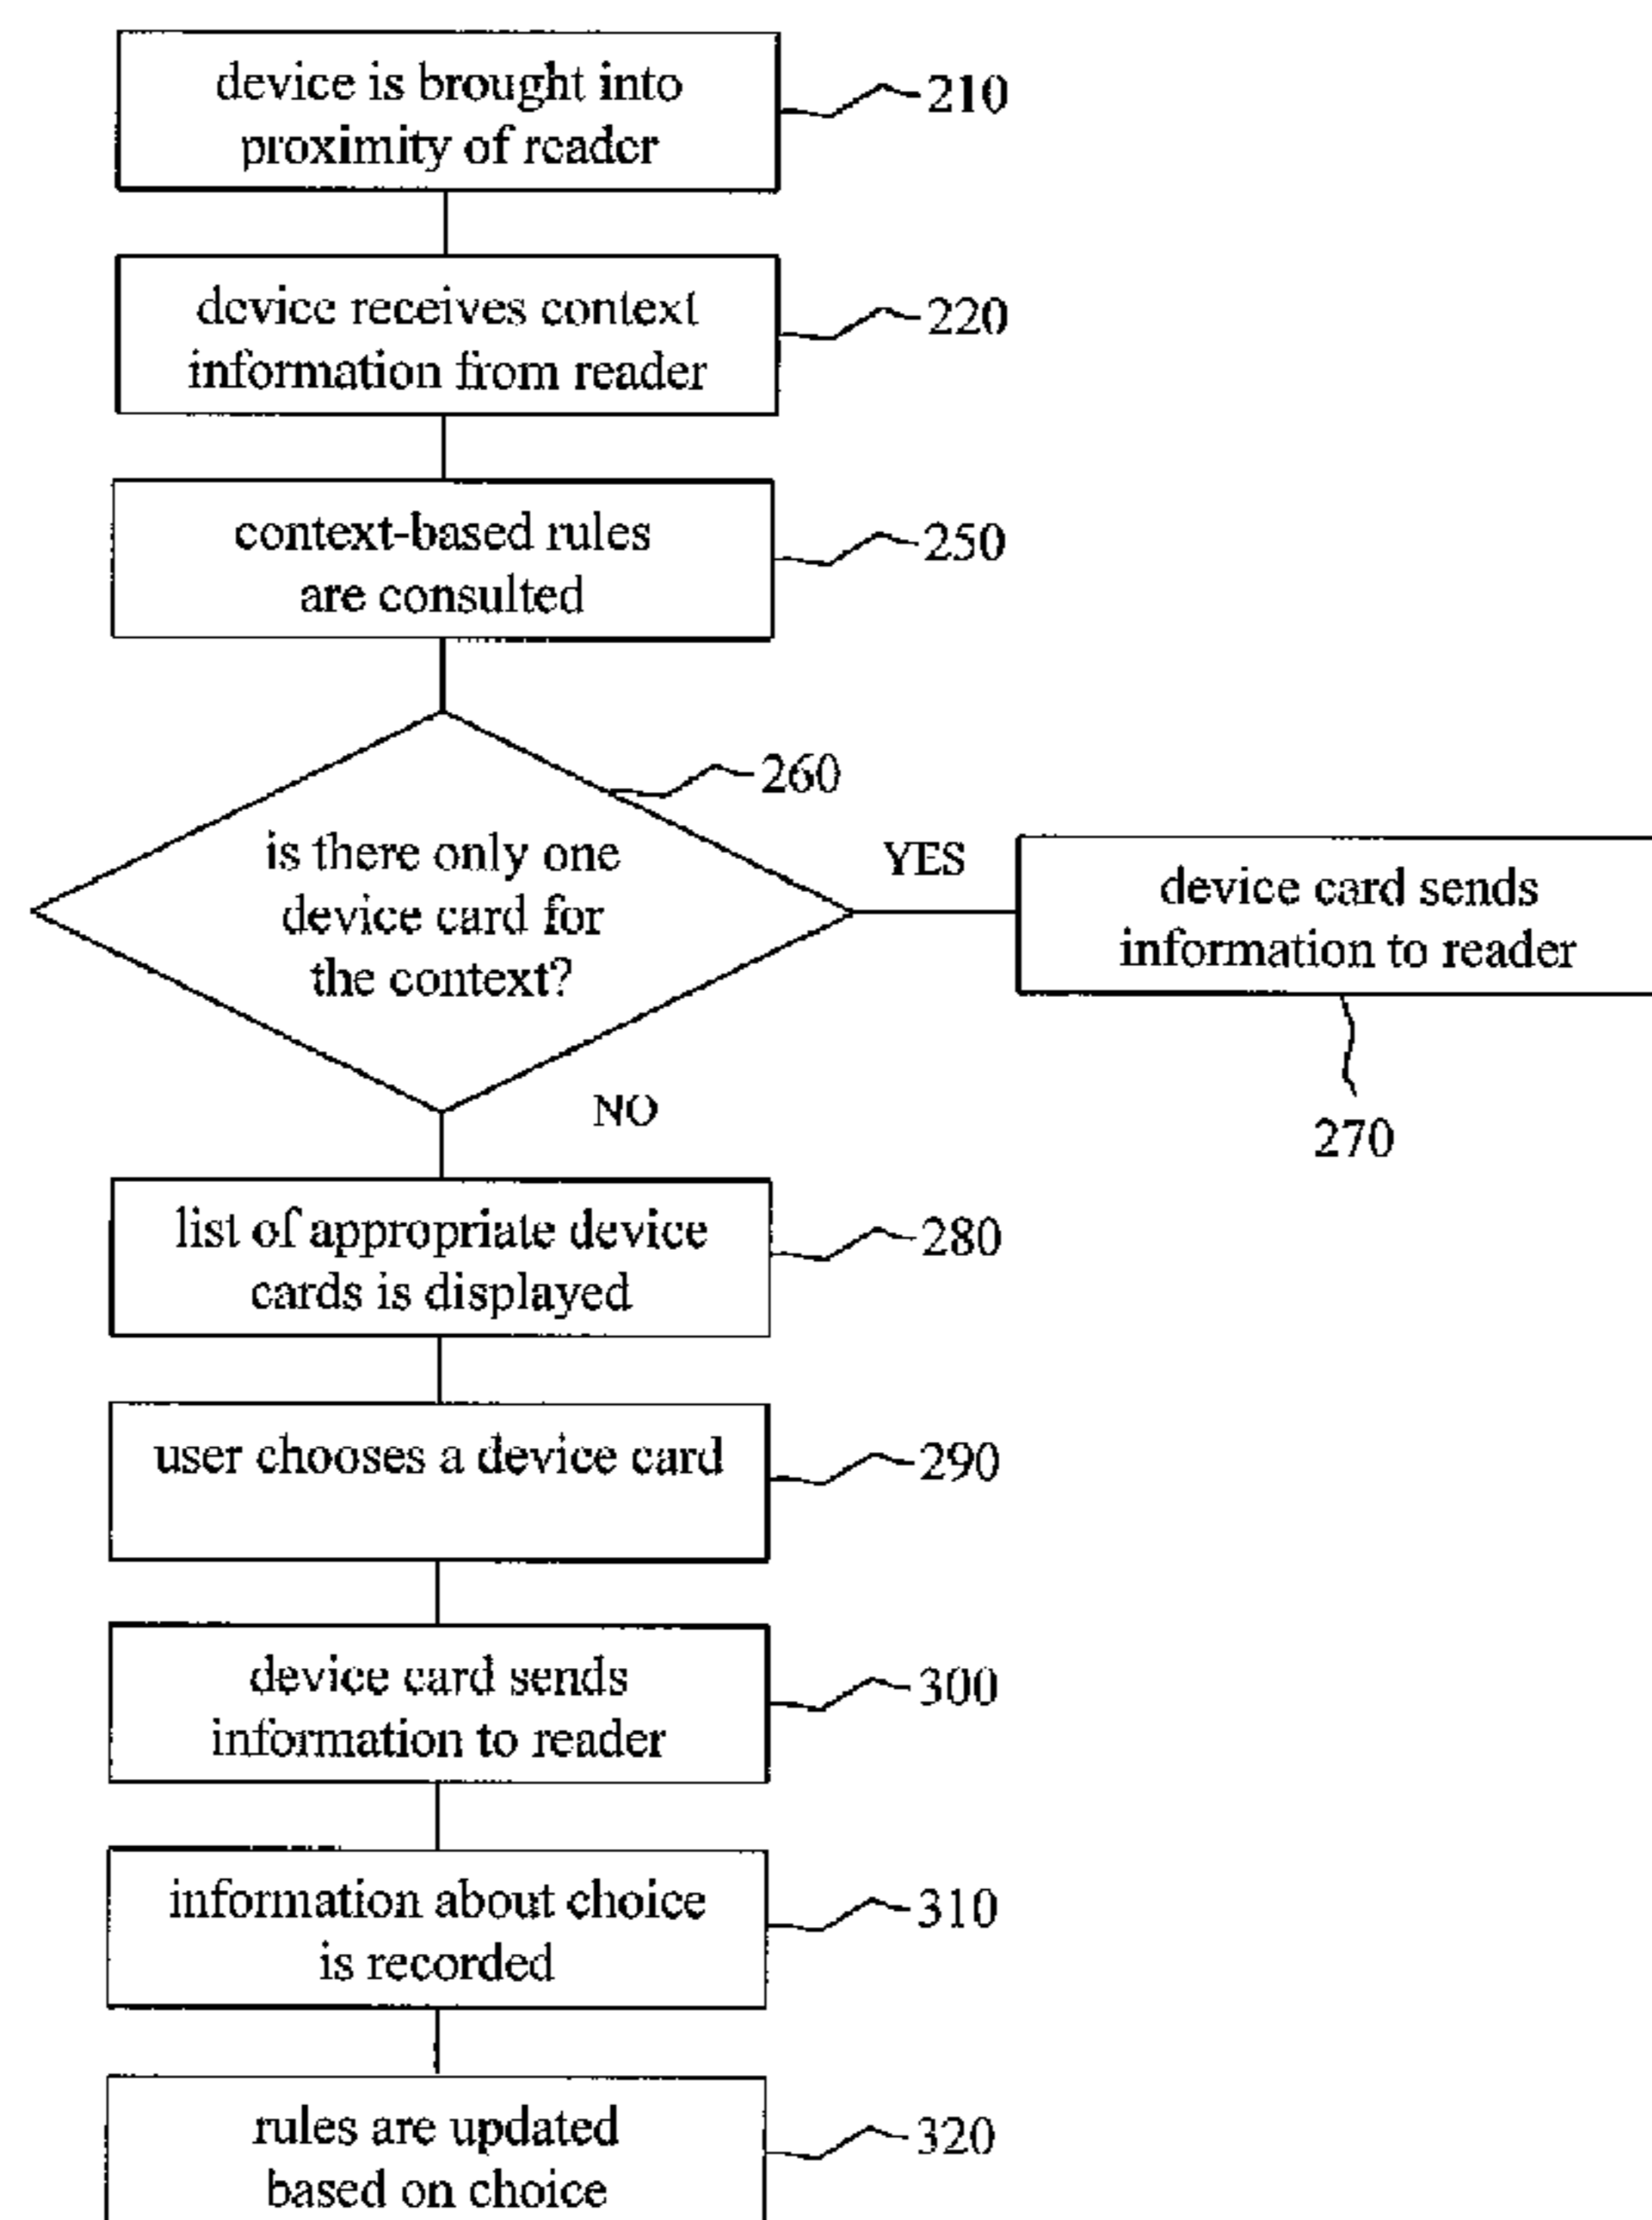 device is brought into
proximity of reader
210
device receives context
information from reader
220
context-based rules
are consulted
250
260
is there only one
device card for
the context?
YES
device card sends
information to reader
270
NO
list of appropriate device
cards is displayed
280
user chooses a device card
290
device card sends
information to reader
300
information about choice
is recorded
310
rules are updated
based on choice
320